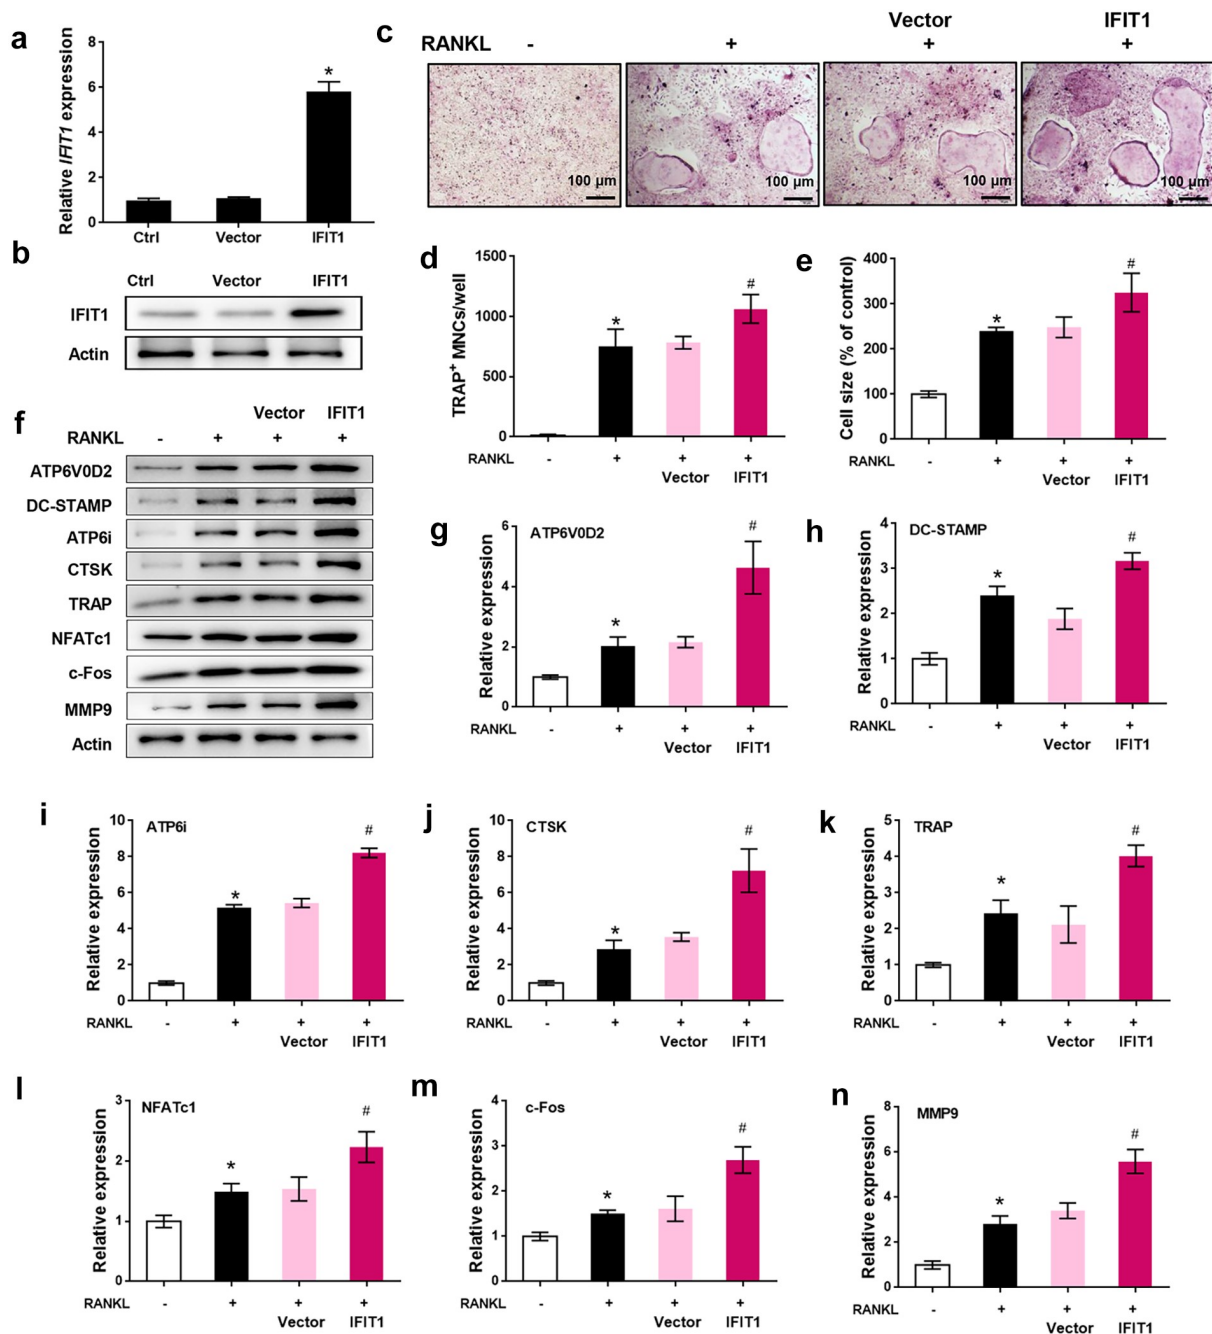 a
Relative IFIT1 expression
8
6
4
2
0
*
Ctrl Vector IFIT1
b
Ctrl Vector IFIT1
IFIT1
Actin
c
Vector IFIT1
RANKL - + + +
100 µm 100 µm 100 µm 100 µm
d
TRAP+ MNCs/well
1500
1000
500
0
* #
RANKL - + + +
Vector IFIT1
e
Cell size (% of control)
400
300
200
100
0
* #
RANKL - + + +
Vector IFIT1
f
Vector IFIT1
RANKL - + + +
ATP6V0D2
DC-STAMP
ATP6i
CTSK
TRAP
NFATc1
c-Fos
MMP9
Actin
g
ATP6V0D2
Relative expression
6
4
2
0
* #
RANKL - + + +
Vector IFIT1
h
DC-STAMP
Relative expression
4
3
2
1
0
* #
RANKL - + + +
Vector IFIT1
i
ATP6i
Relative expression
10
8
6
4
2
0
* #
RANKL - + + +
Vector IFIT1
j
CTSK
Relative expression
10
8
6
4
2
0
* #
RANKL - + + +
Vector IFIT1
k
TRAP
Relative expression
5
4
3
2
1
0
* #
RANKL - + + +
Vector IFIT1
l
NFATc1
Relative expression
3
2
1
0
* #
RANKL - + + +
Vector IFIT1
m
c-Fos
Relative expression
4
3
2
1
0
* #
RANKL - + + +
Vector IFIT1
n
MMP9
Relative expression
8
6
4
2
0
* #
RANKL - + + +
Vector IFIT1